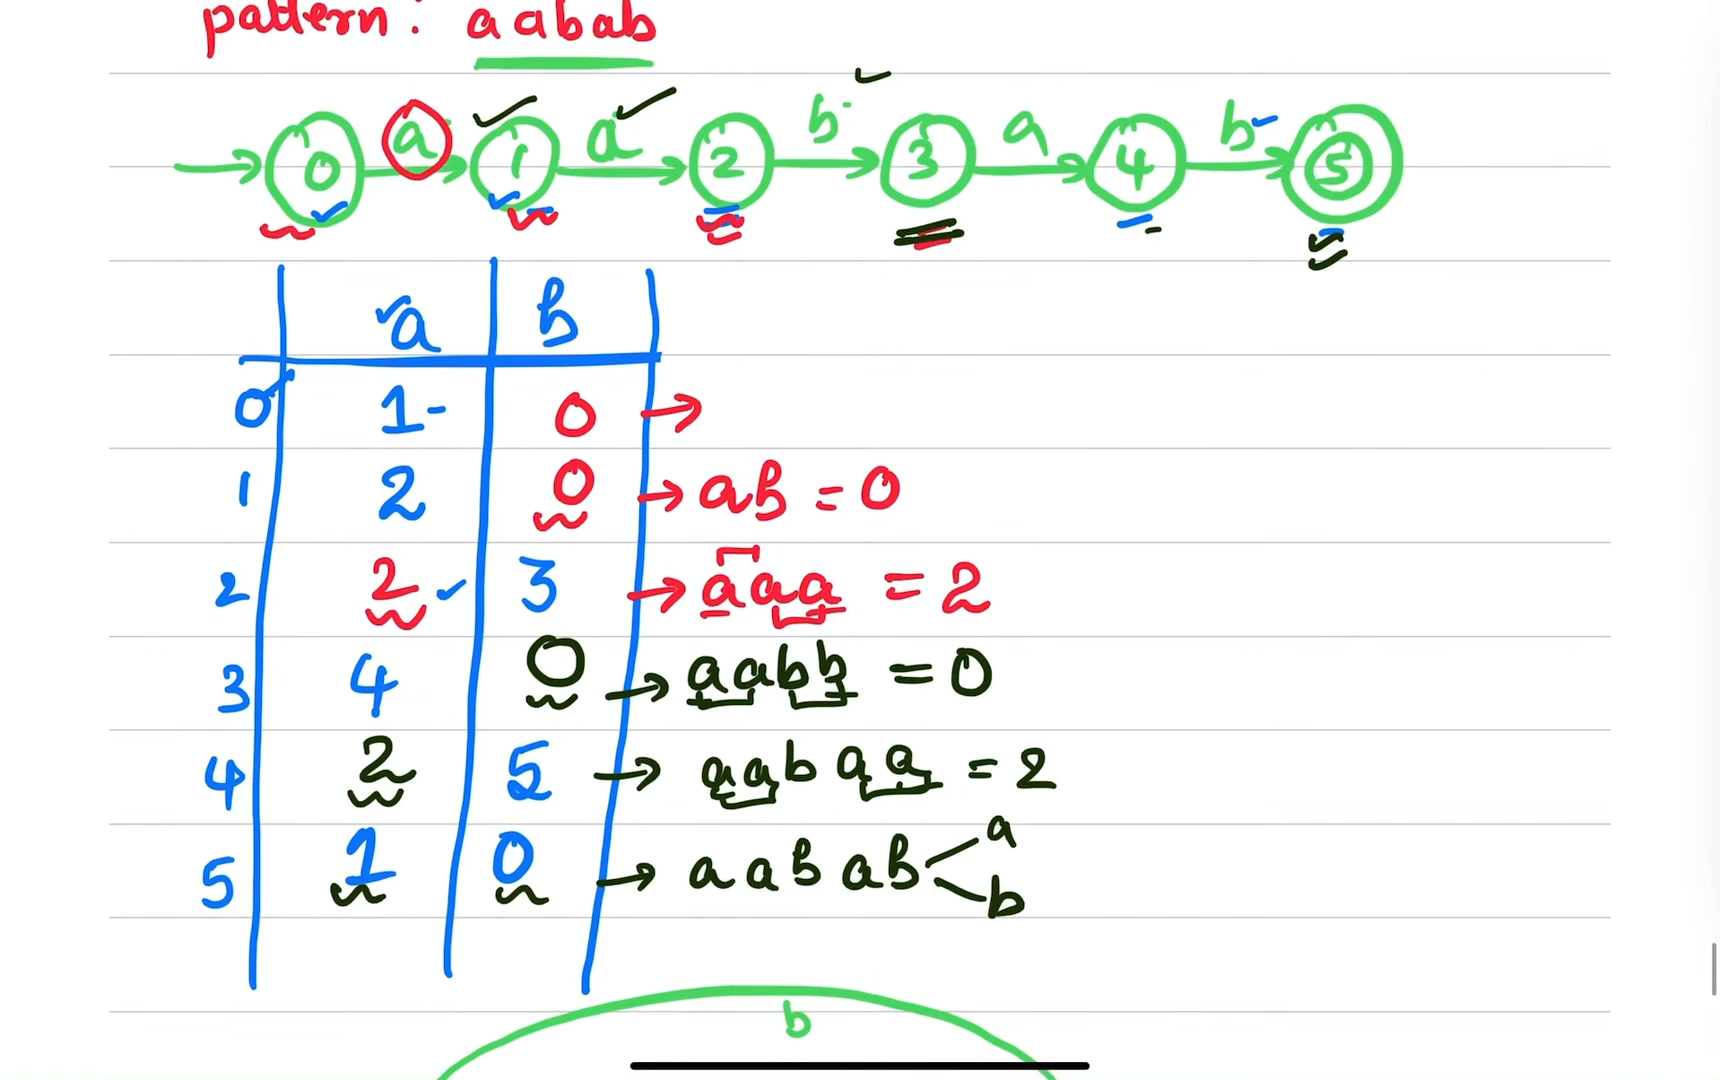 pattern: aabab
0 a 1 a 2 b 3 a 4 b 5
a b
0 1 0 →
1 2 0 → ab = 0
2 2 3 → aaa = 2
3 4 0 → aabb = 0
4 2 5 → aabaa = 2
5 1 0 → aabab a
b
b